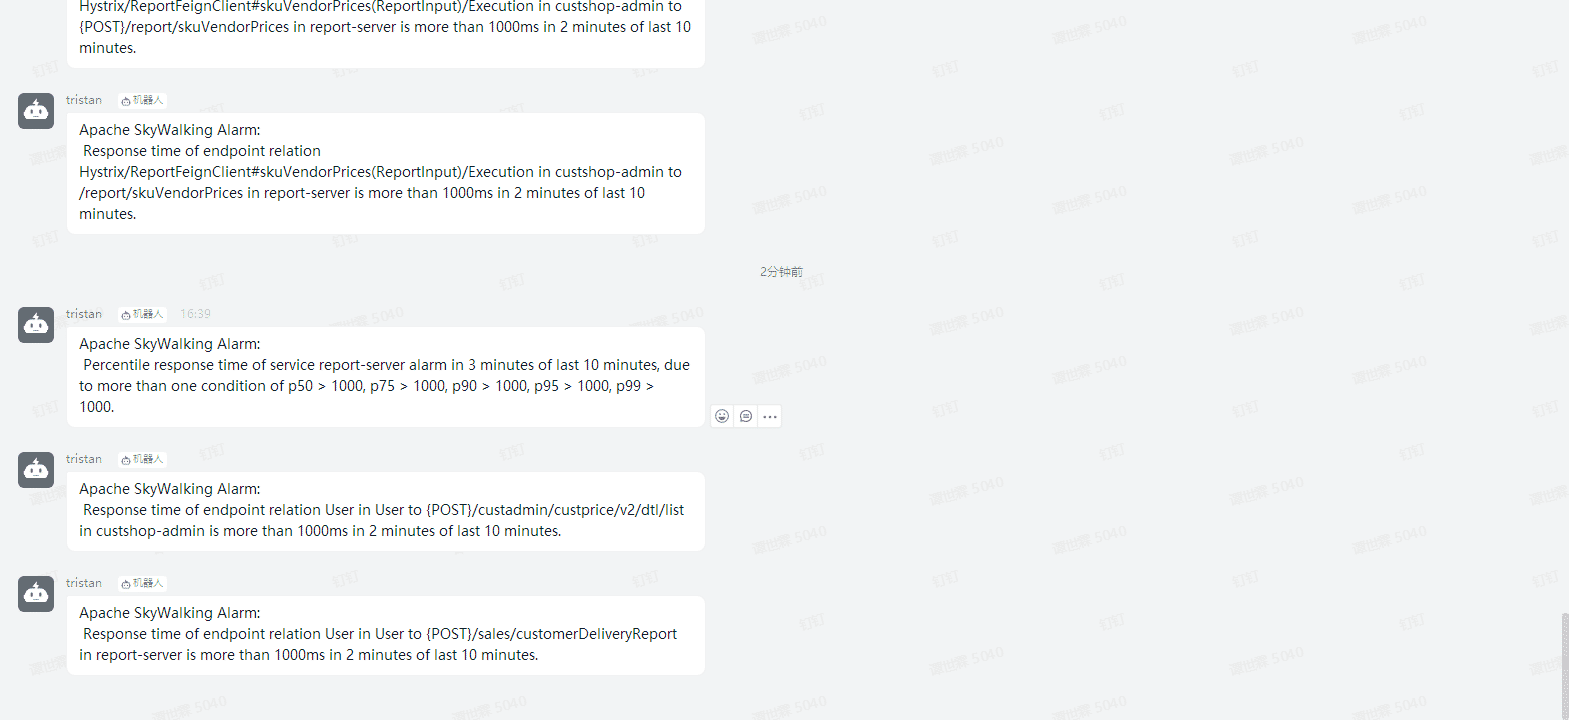 Hystrix/ReportFeignClient#skuVendorPrices(ReportInput)/Execution in custshop-admin to
{POST}/report/skuVendorPrices in report-server is more than 1000ms in 2 minutes of last 10
minutes.
tristan 机器人
Apache SkyWalking Alarm:
Response time of endpoint relation
Hystrix/ReportFeignClient#skuVendorPrices(ReportInput)/Execution in custshop-admin to
/report/skuVendorPrices in report-server is more than 1000ms in 2 minutes of last 10
minutes.
2分钟前
tristan 机器人 16:39
Apache SkyWalking Alarm:
Percentile response time of service report-server alarm in 3 minutes of last 10 minutes, due
to more than one condition of p50 > 1000, p75 > 1000, p90 > 1000, p95 > 1000, p99 >
1000.
tristan 机器人
Apache SkyWalking Alarm:
Response time of endpoint relation User in User to {POST}/custadmin/custprice/v2/dtl/list
in custshop-admin is more than 1000ms in 2 minutes of last 10 minutes.
tristan 机器人
Apache SkyWalking Alarm:
Response time of endpoint relation User in User to {POST}/sales/customerDeliveryReport
in report-server is more than 1000ms in 2 minutes of last 10 minutes.